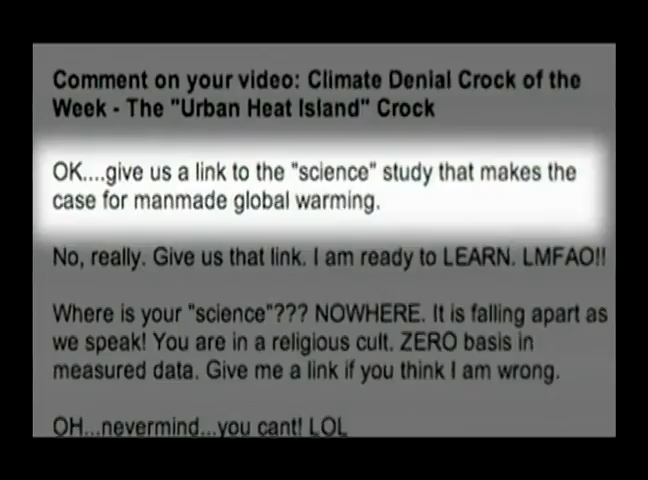 Comment on your video: Climate Denial Crock of the
Week - The "Urban Heat Island" Crock
OK....give us a link to the "science" study that makes the
case for manmade global warming.
No, really. Give us that link. I am ready to LEARN. LMFAO!!
Where is your "science"??? NOWHERE. It is falling apart as
we speak! You are in a religious cult. ZERO basis in
measured data. Give me a link if you think I am wrong.
OH...nevermind...you cant! LOL